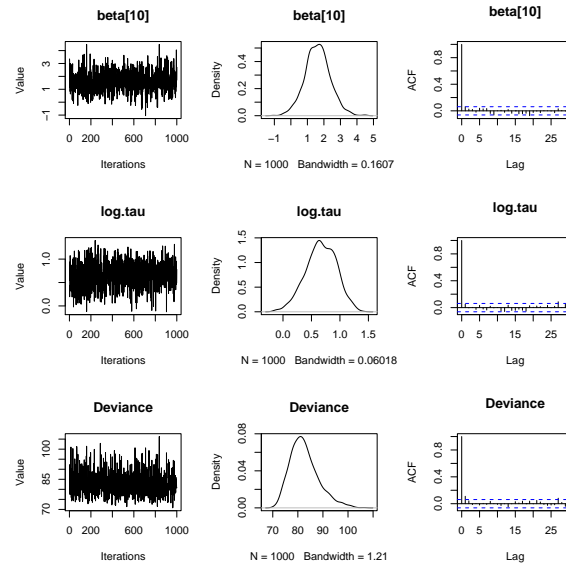 beta[10] beta[10] beta[10]
Value
-1 1 3
0 200 600 1000
Iterations
Density
0.0 0.2 0.4
-1 1 2 3 4 5
N = 1000 Bandwidth = 0.1607
ACF
0.0 0.4 0.8
0 5 15 25
Lag
log.tau log.tau log.tau
Value
0.0 1.0
0 200 600 1000
Iterations
Density
0.0 0.5 1.0 1.5
0.0 0.5 1.0 1.5
N = 1000 Bandwidth = 0.06018
ACF
0.0 0.4 0.8
0 5 15 25
Lag
Deviance Deviance Deviance
Value
70 85 100
0 200 600 1000
Iterations
Density
0.00 0.04 0.08
70 80 90 100
N = 1000 Bandwidth = 1.21
ACF
0.0 0.4 0.8
0 5 15 25
Lag